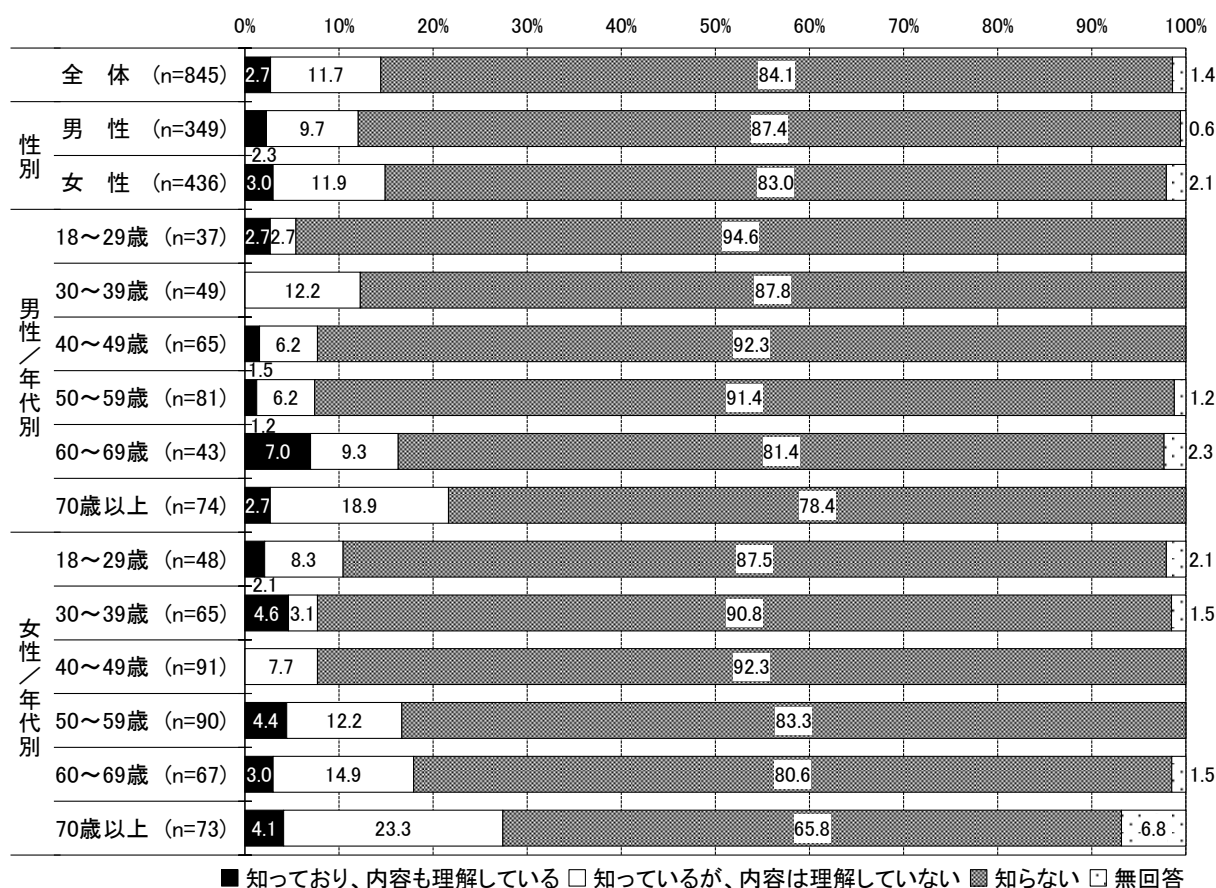 0% 10% 20% 30% 40% 50% 60% 70% 80% 90% 100%
全 体 (n=845) 2.7 11.7 84.1 1.4
性別
男 性 (n=349) 2.3 9.7 87.4 0.6
女 性 (n=436) 3.0 11.9 83.0 2.1
男性/年代別
18～29歳 (n=37) 2.7 2.7 94.6
30～39歳 (n=49) 12.2 87.8
40～49歳 (n=65) 1.5 6.2 92.3
50～59歳 (n=81) 1.2 6.2 91.4 1.2
60～69歳 (n=43) 7.0 9.3 81.4 2.3
70歳以上 (n=74) 2.7 18.9 78.4
女性/年代別
18～29歳 (n=48) 2.1 8.3 87.5 2.1
30～39歳 (n=65) 4.6 3.1 90.8 1.5
40～49歳 (n=91) 7.7 92.3
50～59歳 (n=90) 4.4 12.2 83.3
60～69歳 (n=67) 3.0 14.9 80.6 1.5
70歳以上 (n=73) 4.1 23.3 65.8 6.8
知っており、内容も理解している 知っているが、内容は理解していない 知らない 無回答